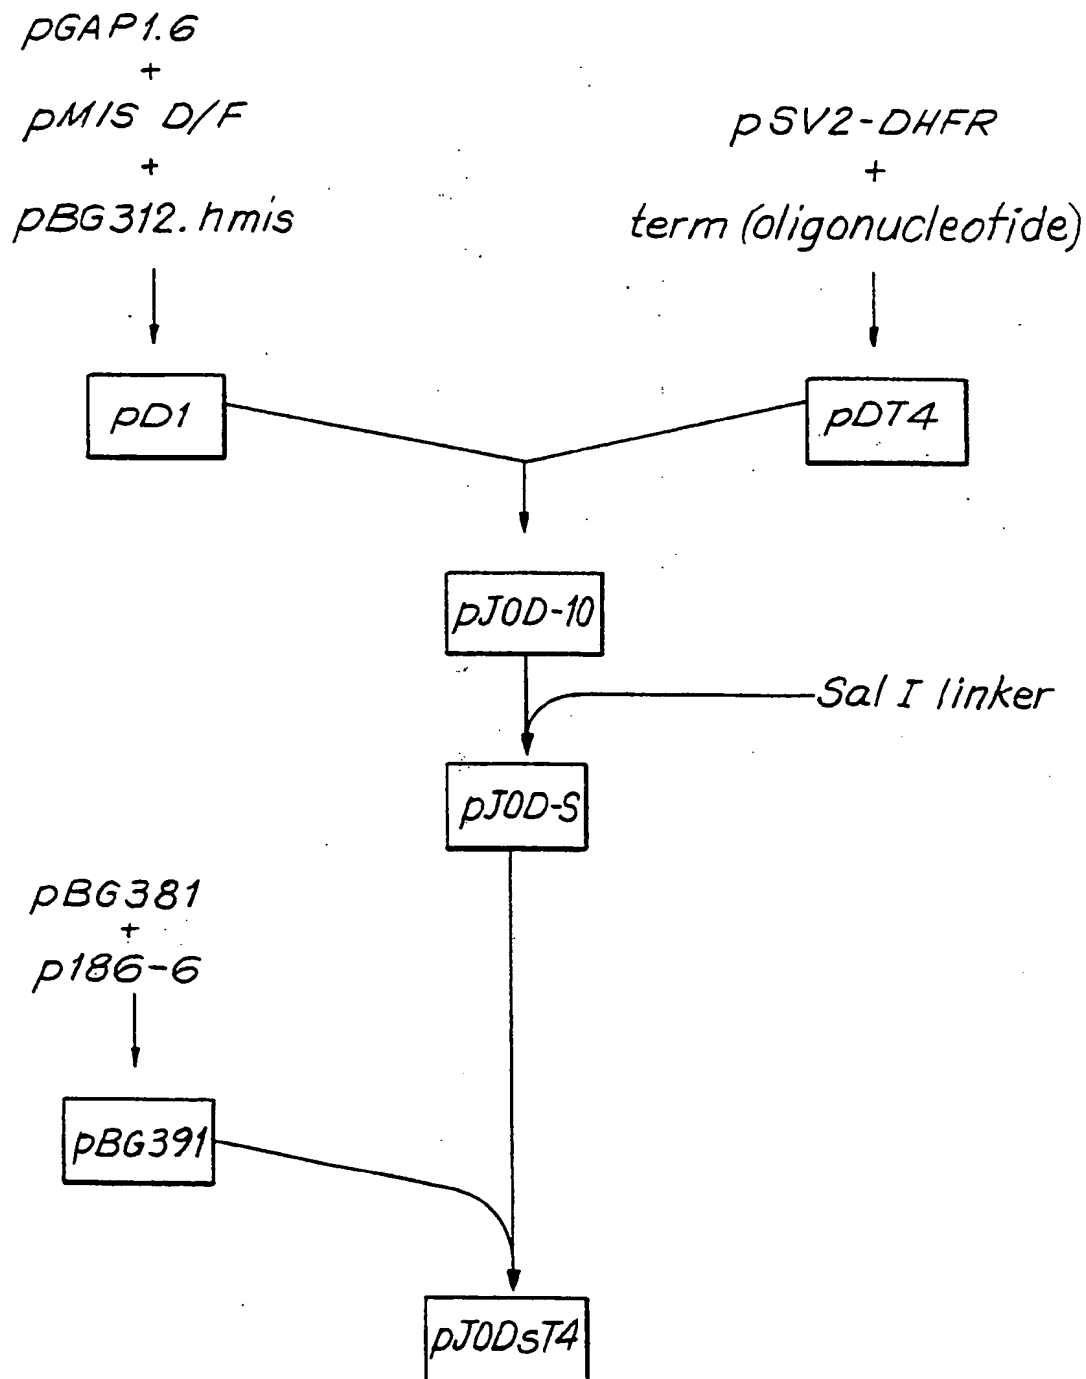 pGAP1.6
+
pMIS D/F
+
pBG312.hmis
pSV2-DHFR
+
term (oligonucleotide)
pD1
pDT4
pJOD-10
Sal I linker
pJOD-S
pBG381
+
p186-6
pBG391
pJODsT4